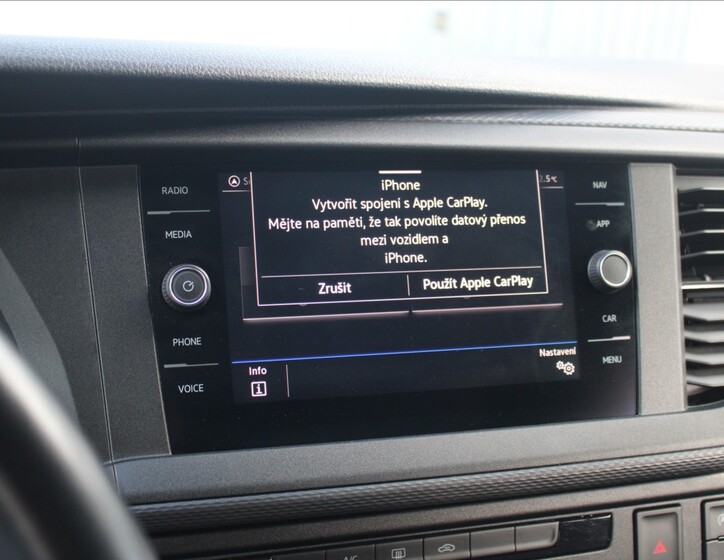 RADIO
MEDIA
PHONE
VOICE
iPhone
Vytvořit spojení s Apple CarPlay.
Mějte na paměti, že tak povolíte datový přenos
mezi vozidlem a
iPhone.
Zrušit
Použít Apple CarPlay
Info
Nastavení
NAV
APP
CAR
MENU
A/C